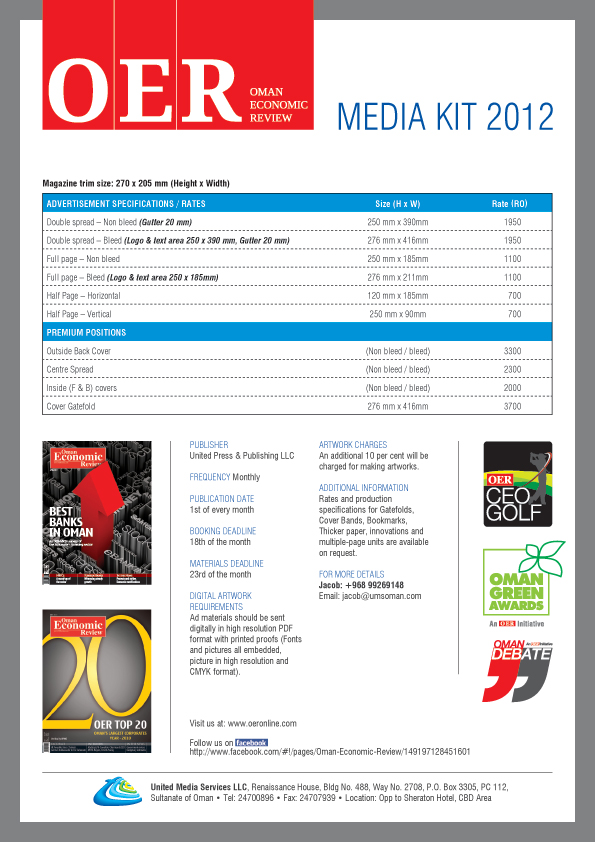 OER
OMAN
ECONOMIC
REVIEW
MEDIA KIT 2012
Magazine trim size: 270 x 205 mm (Height x Width)
ADVERTISEMENT SPECIFICATIONS / RATES Size (H x W) Rate (RO)
Double spread – Non bleed (Gutter 20 mm) 250 mm x 390mm 1950
Double spread – Bleed (Logo & text area 250 x 390 mm, Gutter 20 mm) 276 mm x 416mm 1950
Full page – Non bleed 250 mm x 185mm 1100
Full page – Bleed (Logo & text area 250 x 185mm) 276 mm x 211mm 1100
Half Page – Horizontal 120 mm x 185mm 700
Half Page – Vertical 250 mm x 90mm 700
PREMIUM POSITIONS
Outside Back Cover (Non bleed / bleed) 3300
Centre Spread (Non bleed / bleed) 2300
Inside (F & B) covers (Non bleed / bleed) 2000
Cover Gatefold 276 mm x 416mm 3700
Oman
Economic
Review
BEST
BANKS
IN OMAN
Oman
Economic
Review
20
OER TOP 20
OMAN'S LARGEST CORPORATES
YEAR - 2010
PUBLISHER
United Press & Publishing LLC
FREQUENCY Monthly
PUBLICATION DATE
1st of every month
BOOKING DEADLINE
18th of the month
MATERIALS DEADLINE
23rd of the month
DIGITAL ARTWORK
REQUIREMENTS
Ad materials should be sent
digitally in high resolution PDF
format with printed proofs (Fonts
and pictures all embedded,
picture in high resolution and
CMYK format).
ARTWORK CHARGES
An additional 10 per cent will be
charged for making artworks.
ADDITIONAL INFORMATION
Rates and production
specifications for Gatefolds,
Cover Bands, Bookmarks,
Thicker paper, innovations and
multiple-page units are available
on request.
FOR MORE DETAILS
Jacob: +968 99269148
Email: jacob@umsoman.com
OER
CEO
GOLF
OMAN
GREEN
AWARDS
An OER Initiative
OMAN An OER Initiative
DEBATE
Visit us at: www.oeronline.com
Follow us on facebook
http://www.facebook.com/#!/pages/Oman-Economic-Review/149197128451601
United Media Services LLC, Renaissance House, Bldg No. 488, Way No. 2708, P.O. Box 3305, PC 112,
Sultanate of Oman • Tel: 24700896 • Fax: 24707939 • Location: Opp to Sheraton Hotel, CBD Area